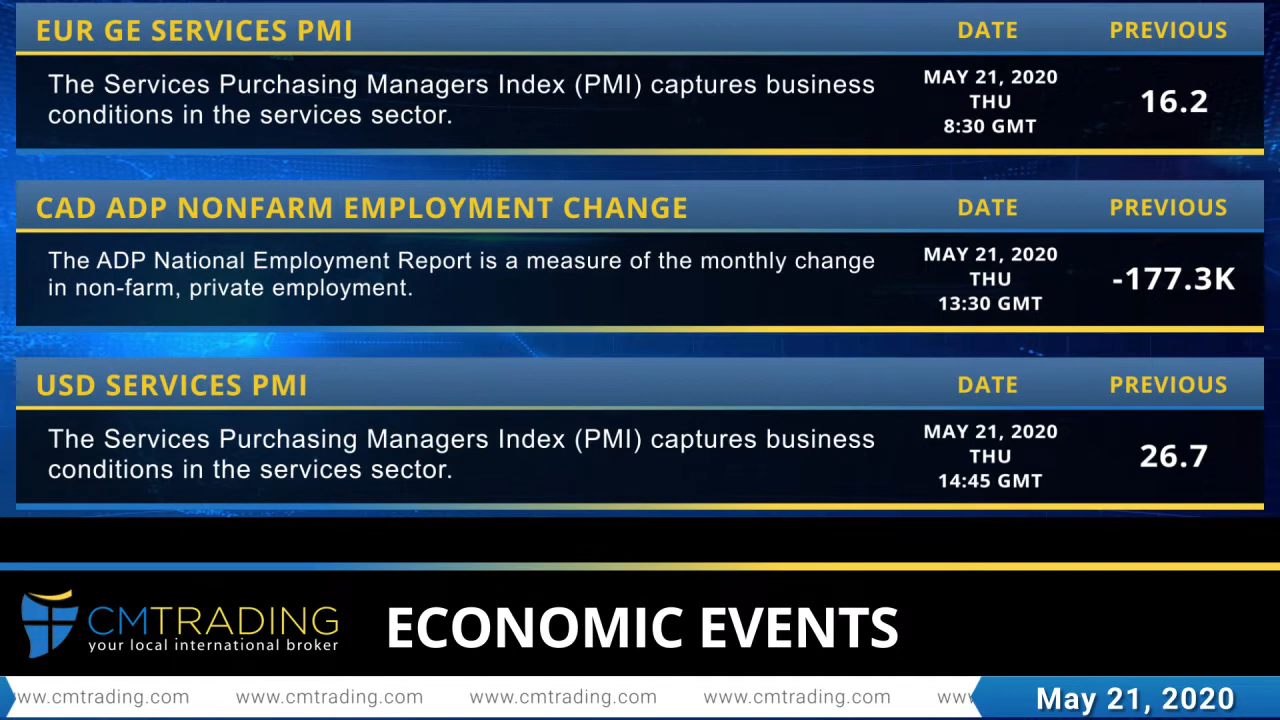 EUR GE SERVICES PMI DATE PREVIOUS
The Services Purchasing Managers Index (PMI) captures business
conditions in the services sector.
MAY 21, 2020
THU
8:30 GMT
16.2
CAD ADP NONFARM EMPLOYMENT CHANGE DATE PREVIOUS
The ADP National Employment Report is a measure of the monthly change
in non-farm, private employment.
MAY 21, 2020
THU
13:30 GMT
-177.3K
USD SERVICES PMI DATE PREVIOUS
The Services Purchasing Managers Index (PMI) captures business
conditions in the services sector.
MAY 21, 2020
THU
14:45 GMT
26.7
CMTRADING
your local international broker
ECONOMIC EVENTS
ww.cmtrading.com www.cmtrading.com www.cmtrading.com www.cmtrading.com ww
May 21, 2020